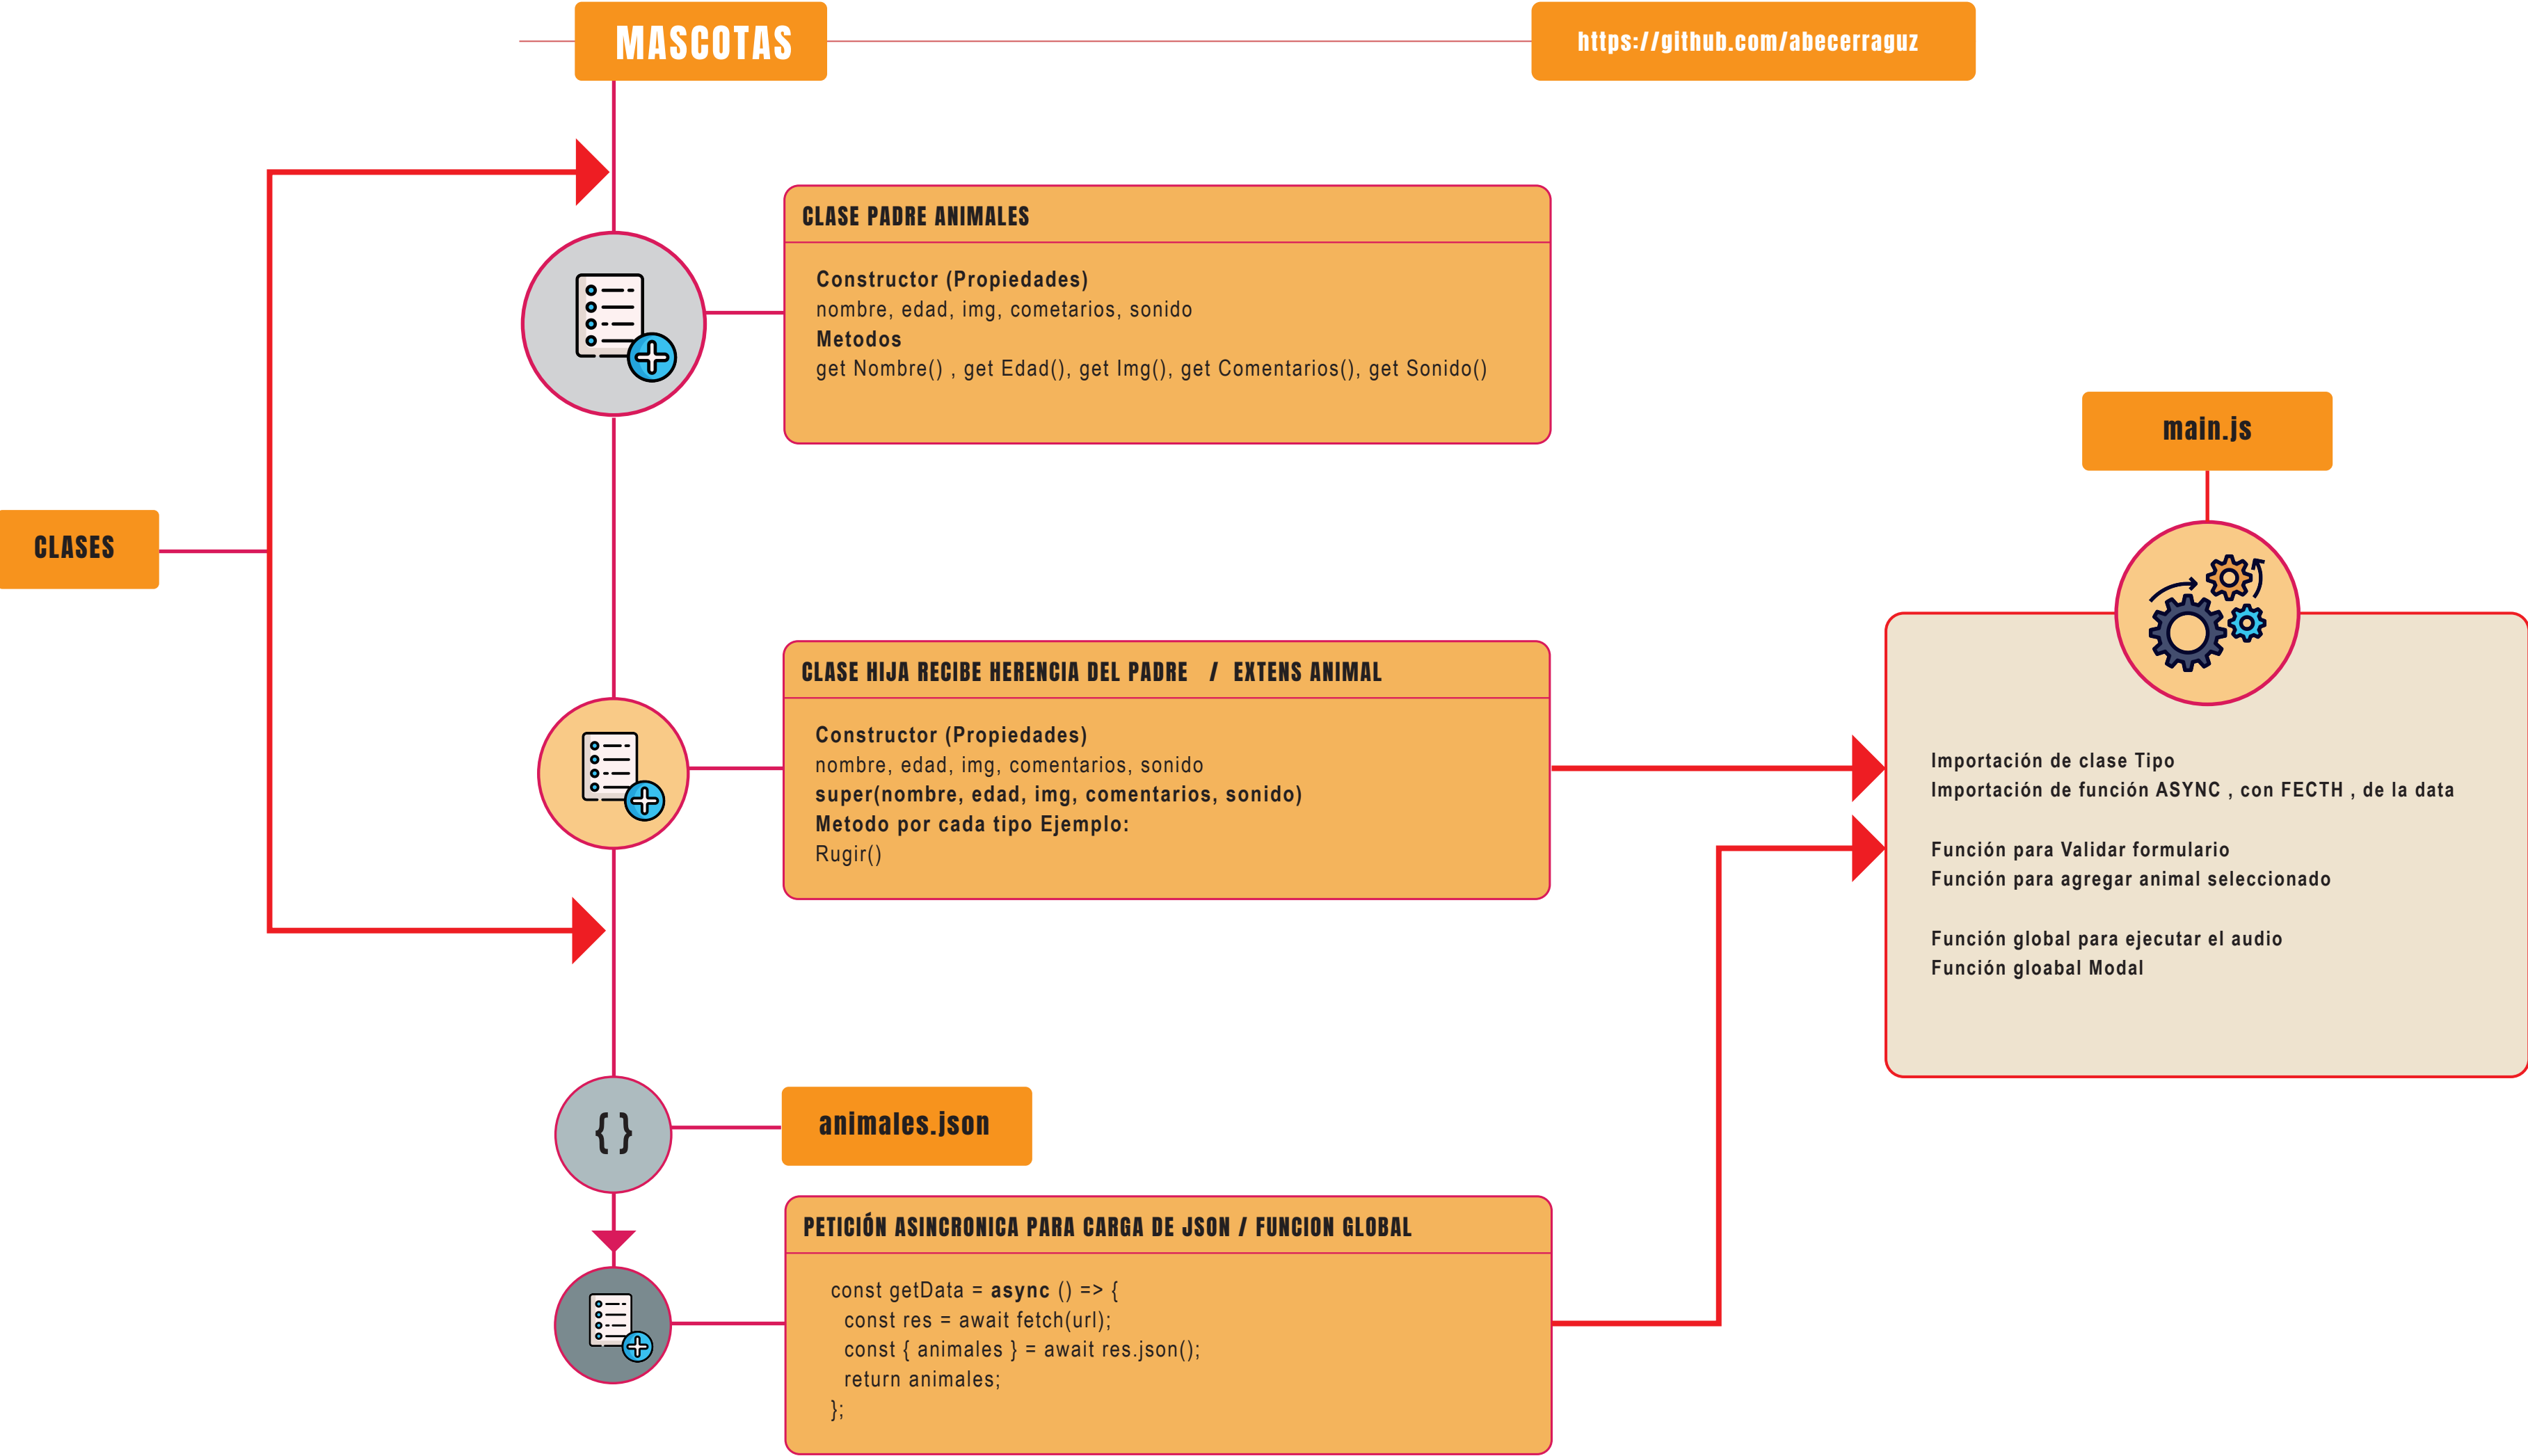 MASCOTAS
https://github.com/abecerraguz
CLASE PADRE ANIMALES
Constructor (Propiedades)
nombre, edad, img, cometarios, sonido
Metodos
get Nombre() , get Edad(), get Img(), get Comentarios(), get Sonido()
CLASES
CLASE HIJA RECIBE HERENCIA DEL PADRE / EXTENS ANIMAL
Constructor (Propiedades)
nombre, edad, img, comentarios, sonido
super(nombre, edad, img, comentarios, sonido)
Metodo por cada tipo Ejemplo:
Rugir()
main.js
Importación de clase Tipo
Importación de función ASYNC , con FECTH , de la data
Función para Validar formulario
Función para agregar animal seleccionado
Función global para ejecutar el audio
Función gloabal Modal
{ }
animales.json
PETICIÓN ASINCRONICA PARA CARGA DE JSON / FUNCION GLOBAL
const getData = async () => {
const res = await fetch(url);
const { animales } = await res.json();
return animales;
};